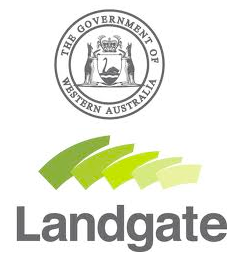 THE GOVERNMENT OF
WESTERN AUSTRALIA
Landgate